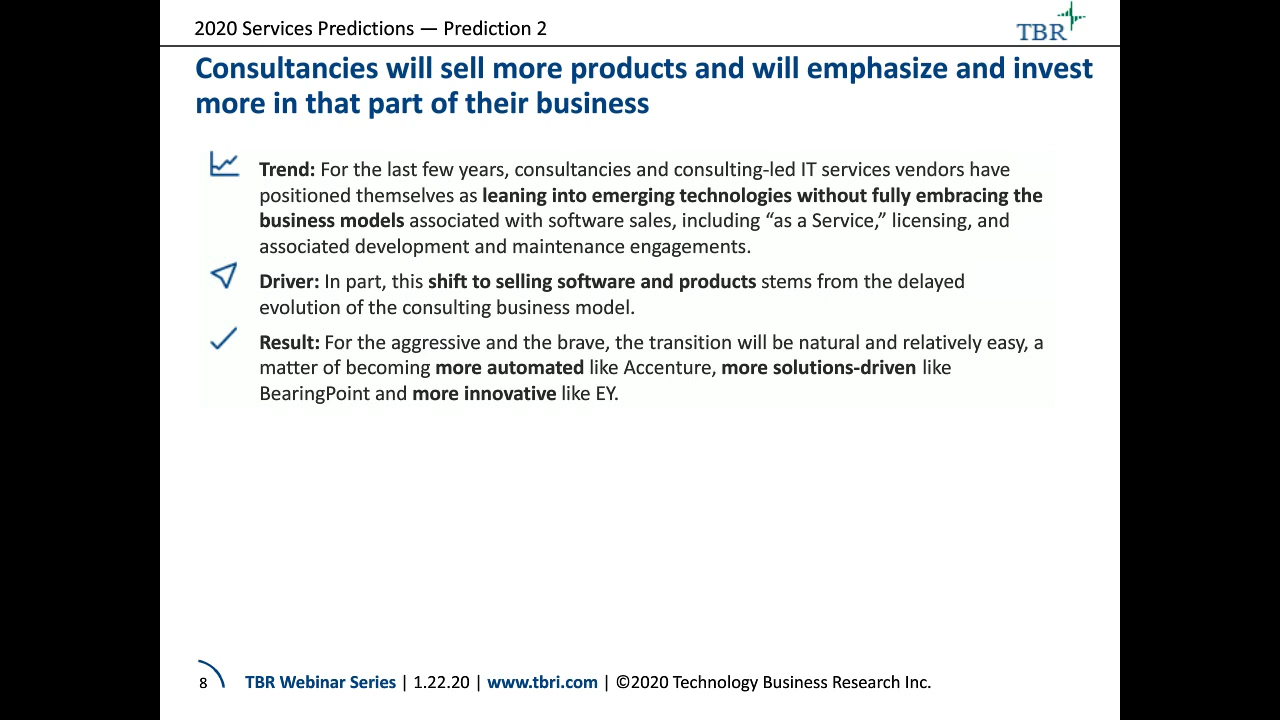 2020 Services Predictions — Prediction 2
TBR
Consultancies will sell more products and will emphasize and invest
more in that part of their business
Trend: For the last few years, consultancies and consulting-led IT services vendors have
positioned themselves as leaning into emerging technologies without fully embracing the
business models associated with software sales, including “as a Service,” licensing, and
associated development and maintenance engagements.
Driver: In part, this shift to selling software and products stems from the delayed
evolution of the consulting business model.
Result: For the aggressive and the brave, the transition will be natural and relatively easy, a
matter of becoming more automated like Accenture, more solutions-driven like
BearingPoint and more innovative like EY.
8 TBR Webinar Series | 1.22.20 | www.tbri.com | ©2020 Technology Business Research Inc.